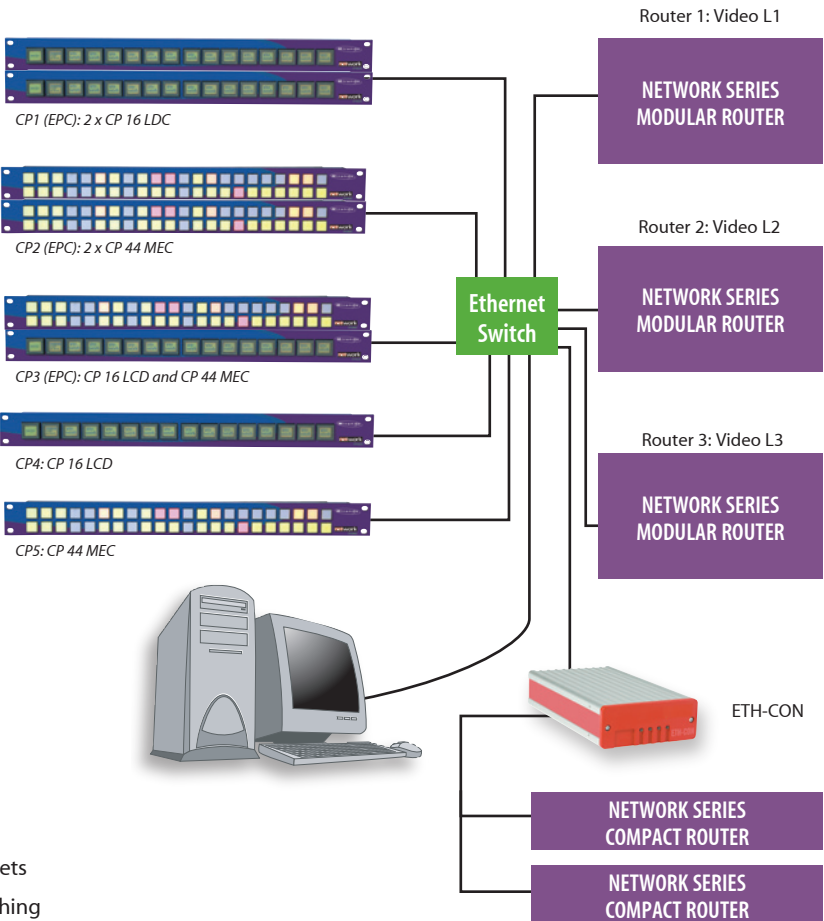 Router 1: Video L1
NETWORK SERIES
MODULAR ROUTER
CP1 (EPC): 2 x CP 16 LDC
Router 2: Video L2
NETWORK SERIES
MODULAR ROUTER
CP2 (EPC): 2 x CP 44 MEC
Ethernet
Switch
CP3 (EPC): CP 16 LCD and CP 44 MEC
Router 3: Video L3
NETWORK SERIES
MODULAR ROUTER
CP4: CP 16 LCD
CP5: CP 44 MEC
ETH-CON
ETH-CON
NETWORK SERIES
COMPACT ROUTER
NETWORK SERIES
COMPACT ROUTER
ets
hing